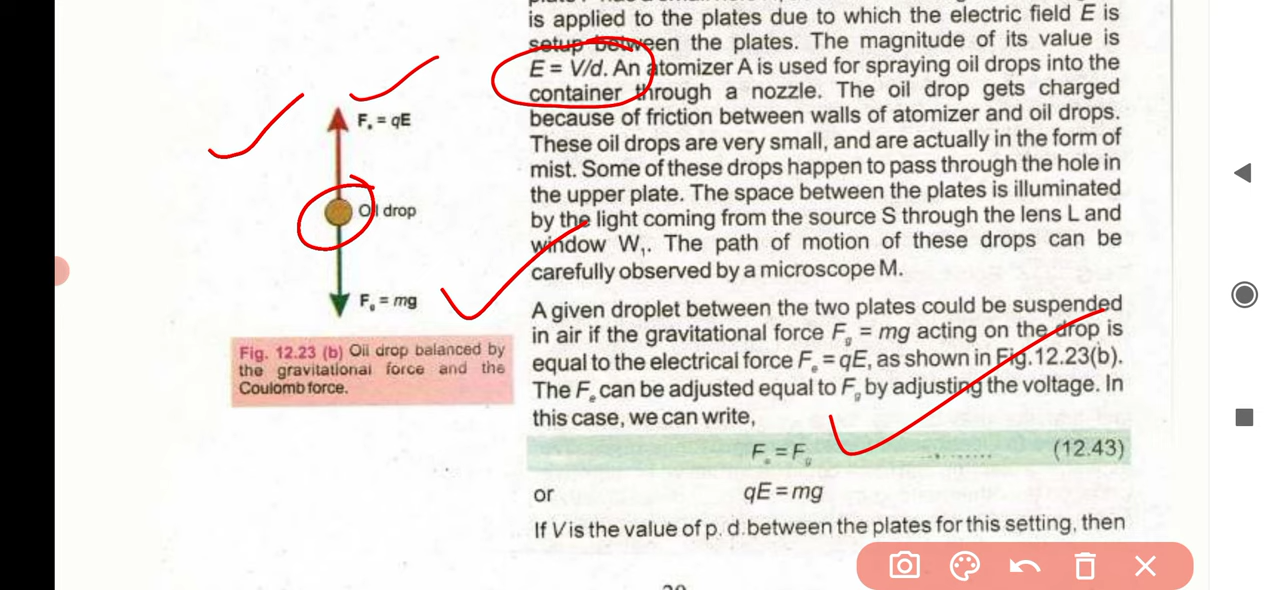 is applied to the plates due to which the electric field E is
setup between the plates. The magnitude of its value is
E = V/d. An atomizer A is used for spraying oil drops into the
container through a nozzle. The oil drop gets charged
because of friction between walls of atomizer and oil drops.
These oil drops are very small, and are actually in the form of
mist. Some of these drops happen to pass through the hole in
the upper plate. The space between the plates is illuminated
by the light coming from the source S through the lens L and
window W₁. The path of motion of these drops can be
carefully observed by a microscope M.
Fₑ = qE
Oil drop
F₉ = mg
Fig. 12.23 (b) Oil drop balanced by
the gravitational force and the
Coulomb force.
A given droplet between the two plates could be suspended
in air if the gravitational force F₉ = mg acting on the drop is
equal to the electrical force Fₑ = qE, as shown in Fig.12.23(b).
The Fₑ can be adjusted equal to F₉ by adjusting the voltage. In
this case, we can write,
Fₑ = F₉ .......... (12.43)
or qE = mg
If V is the value of p. d. between the plates for this setting, then